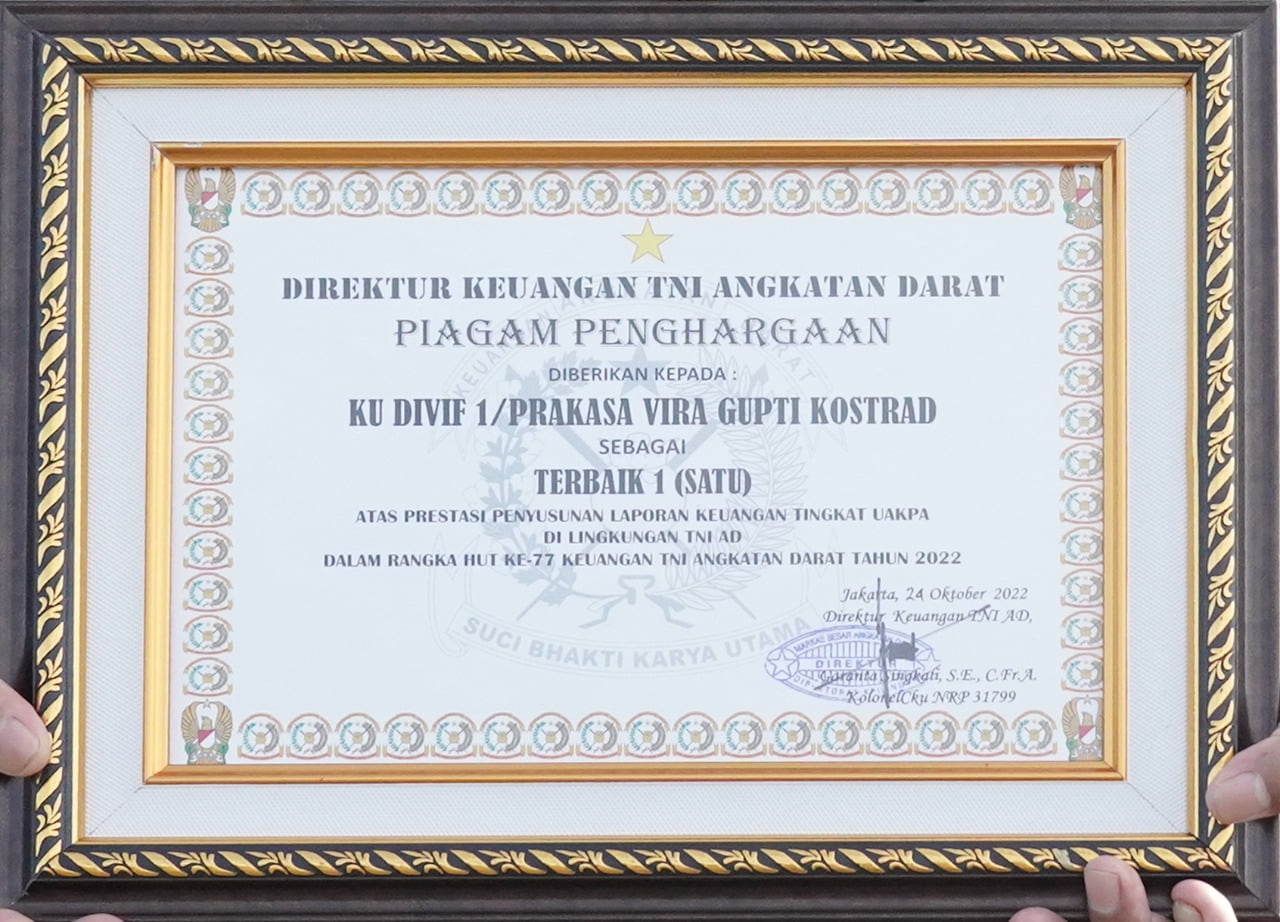 DIREKTUR KEUANGAN TNI ANGKATAN DARAT
PIAGAM PENGHARGAAN
DIBERIKAN KEPADA :
KU DIVIF 1/PRAKASA VIRA GUPTI KOSTRAD
SEBAGAI
TERBAIK 1 (SATU)
ATAS PRESTASI PENYUSUNAN LAPORAN KEUANGAN TINGKAT UAKPA
DI LINGKUNGAN TNI AD
DALAM RANGKA HUT KE-77 KEUANGAN TNI ANGKATAN DARAT TAHUN 2022
SUCI BHAKTI KARYA UTAMA
Jakarta, 24 Oktober 2022
Direktur Keuangan TNI AD,
MARKAS BESAR
Singkali, S.E., C.Fr.A.
Kolonel Cku NRP 31799